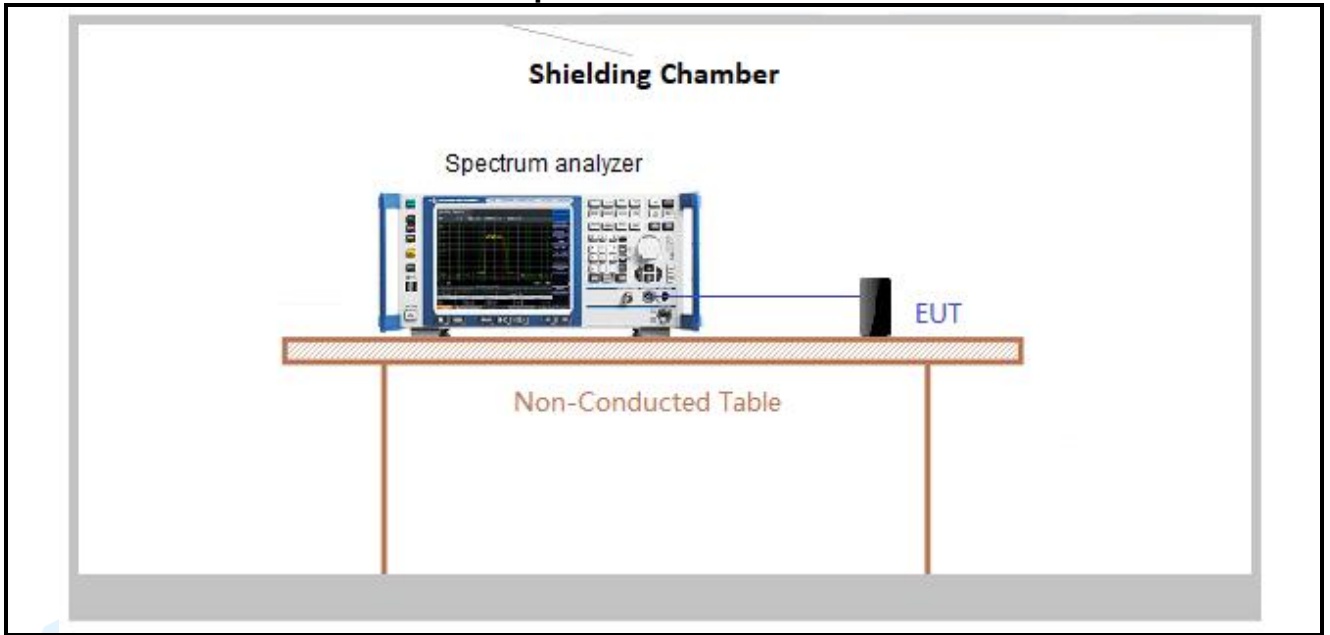 Shielding Chamber
Spectrum analyzer
EUT
Non-Conducted Table